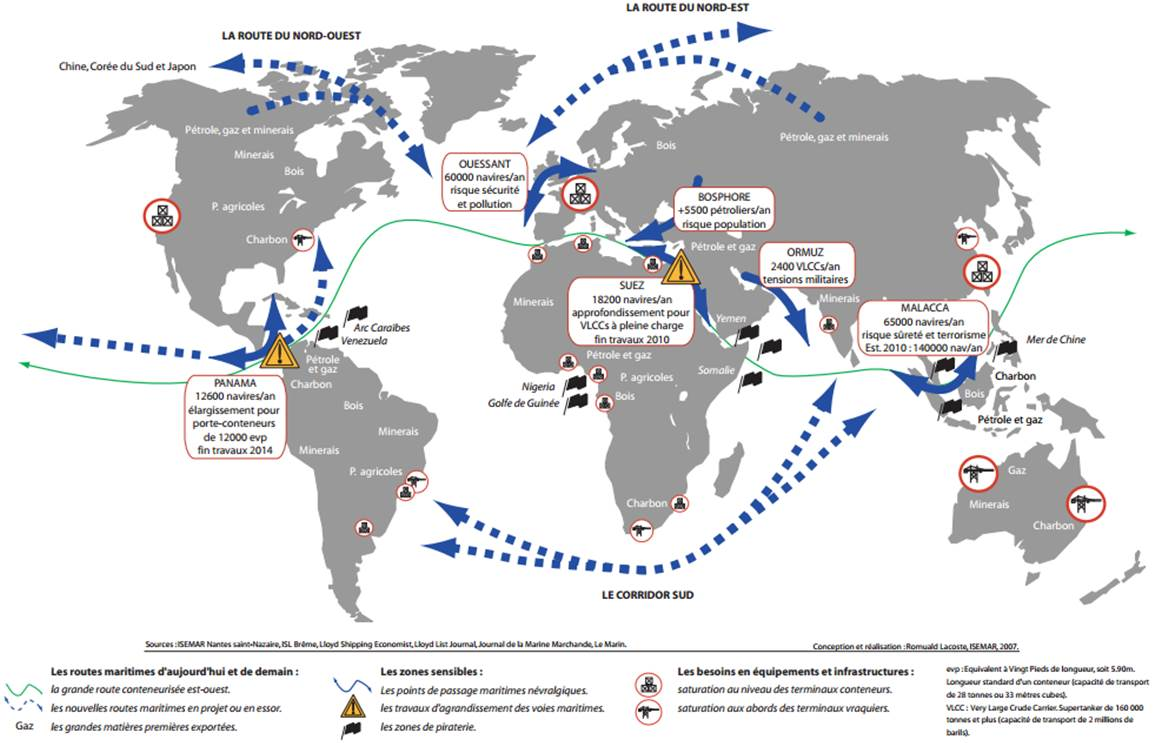 LA ROUTE DU NORD-EST
LA ROUTE DU NORD-OUEST
Chine, Corée du Sud et Japon
Pétrole, gaz et minerais
Minerais
Bois
P. agricoles
Charbon
OUESSANT
60000 navires/an
risque sécurité
et pollution
Bois
Pétrole, gaz et minerais
BOSPHORE
+5500 pétroliers/an
risque population
Pétrole et gaz
ORMUZ
2400 VLCCs/an
tensions militaires
Minerais
SUEZ
18200 navires/an
approfondissement pour
VLCCs à pleine charge
fin travaux 2010
Minerais
MALACCA
65000 navires/an
risque sûreté et terrorisme
Est. 2010 : 140000 nav/an
Yemen
Somalie
Mer de Chine
Charbon
Bois
Pétrole et gaz
Arc Caraïbes
Venezuela
Pétrole
et gaz
Charbon
PANAMA
12600 navires/an
élargissement pour
porte-conteneurs
de 12000 evp
fin travaux 2014
Bois
Minerais
Minerais
P. agricoles
Pétrole et gaz
P. agricoles
Bois
Nigeria
Golfe de Guinée
Charbon
Gaz
Minerais
Charbon
LE CORRIDOR SUD
Sources : ISEMAR Nantes saint-Nazaire, ISL Brême, Lloyd Shipping Economist, Lloyd List Journal, Journal de la Marine Marchande, Le Marin.
Conception et réalisation : Romuald Lacoste, ISEMAR, 2007.
Les routes maritimes d'aujourd'hui et de demain :
la grande route conteneurisée est-ouest.
les nouvelles routes maritimes en projet ou en essor.
Gaz les grandes matières premières exportées.
Les zones sensibles :
Les points de passage maritimes névralgiques.
les travaux d'agrandissement des voies maritimes.
les zones de piraterie.
Les besoins en équipements et infrastructures :
saturation au niveau des terminaux conteneurs.
saturation aux abords des terminaux vraquiers.
evp : Equivalent à Vingt Pieds de longueur, soit 5.90m.
Longueur standard d'un conteneur (capacité de transport
de 28 tonnes ou 33 mètres cubes).
VLCC : Very Large Crude Carrier. Supertanker de 160 000
tonnes et plus (capacité de transport de 2 millions de
barils).